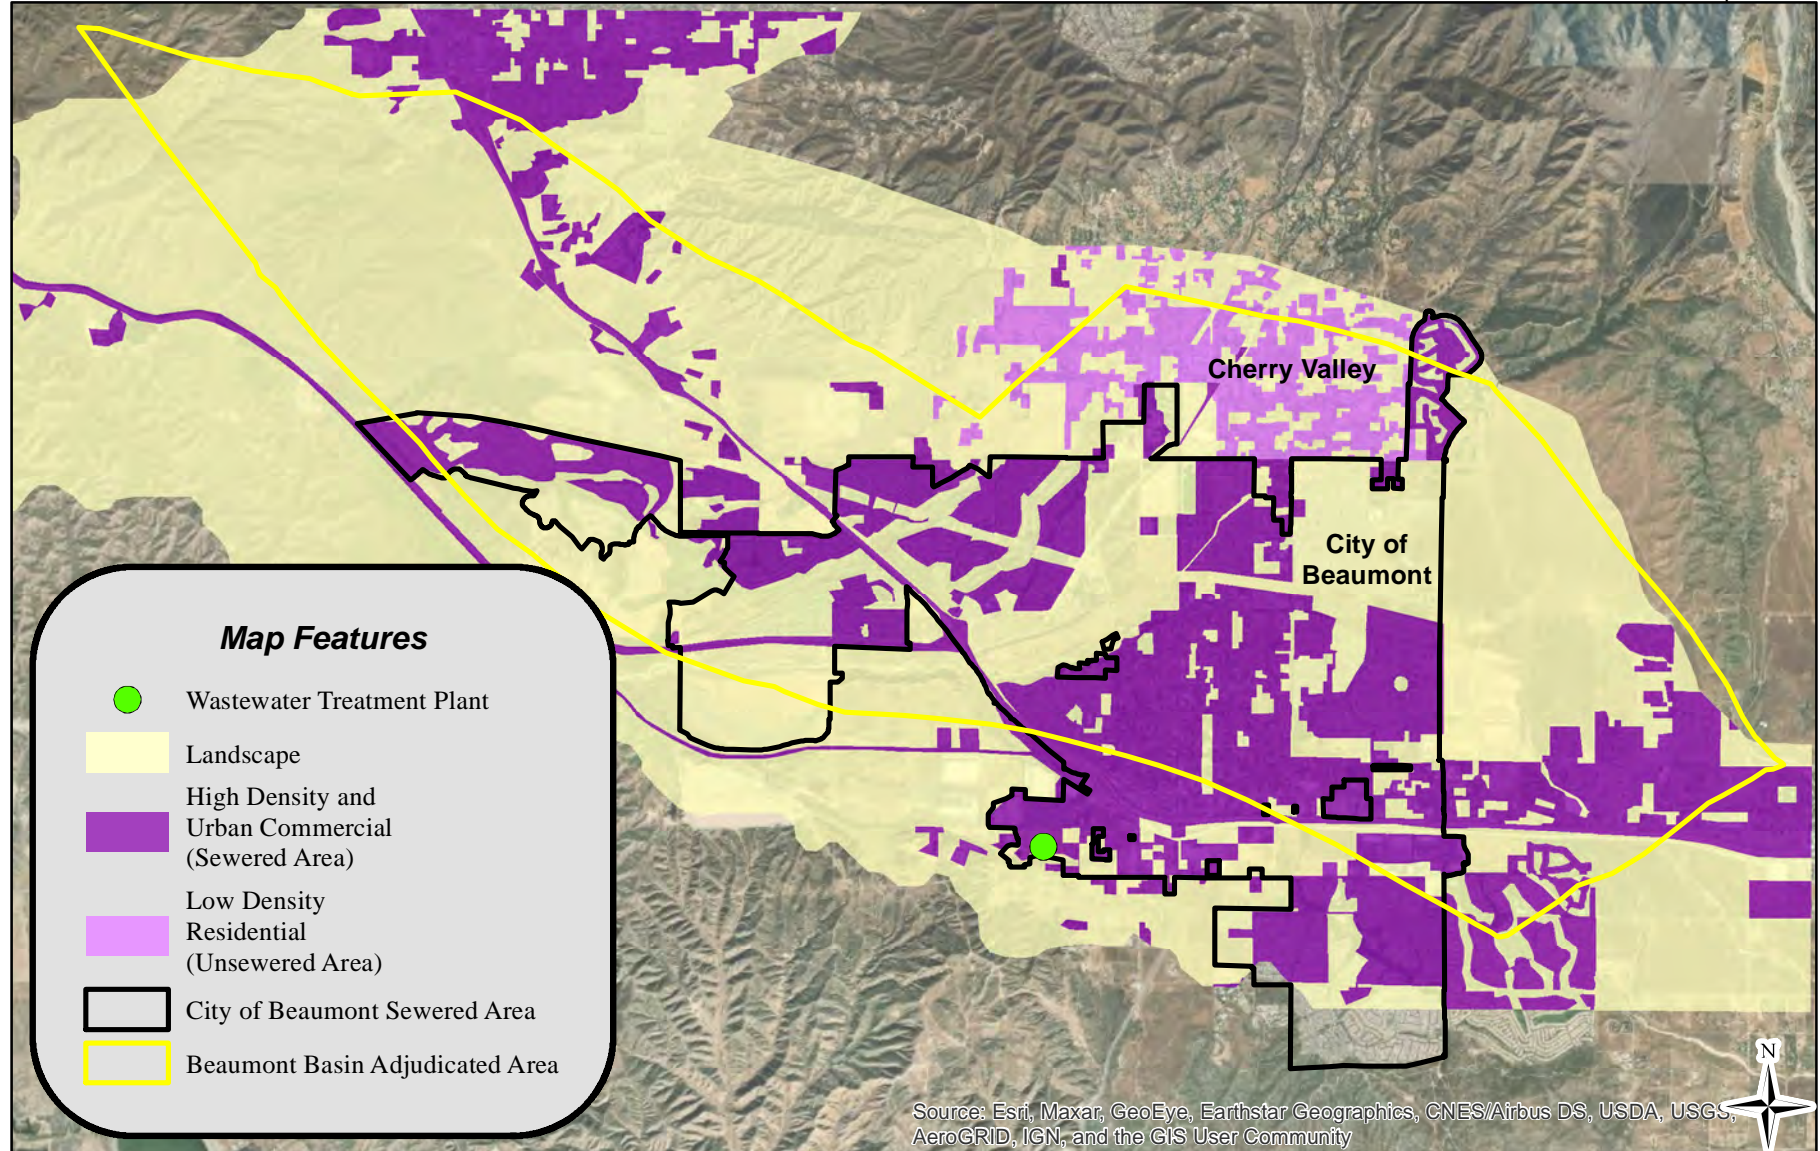 Cherry Valley
City of
Beaumont
Map Features
Wastewater Treatment Plant
Landscape
High Density and
Urban Commercial
(Sewered Area)
Low Density
Residential
(Unsewered Area)
City of Beaumont Sewered Area
Beaumont Basin Adjudicated Area
N
Source: Esri, Maxar, GeoEye, Earthstar Geographics, CNES/Airbus DS, USDA, USGS,
AeroGRID, IGN, and the GIS User Community